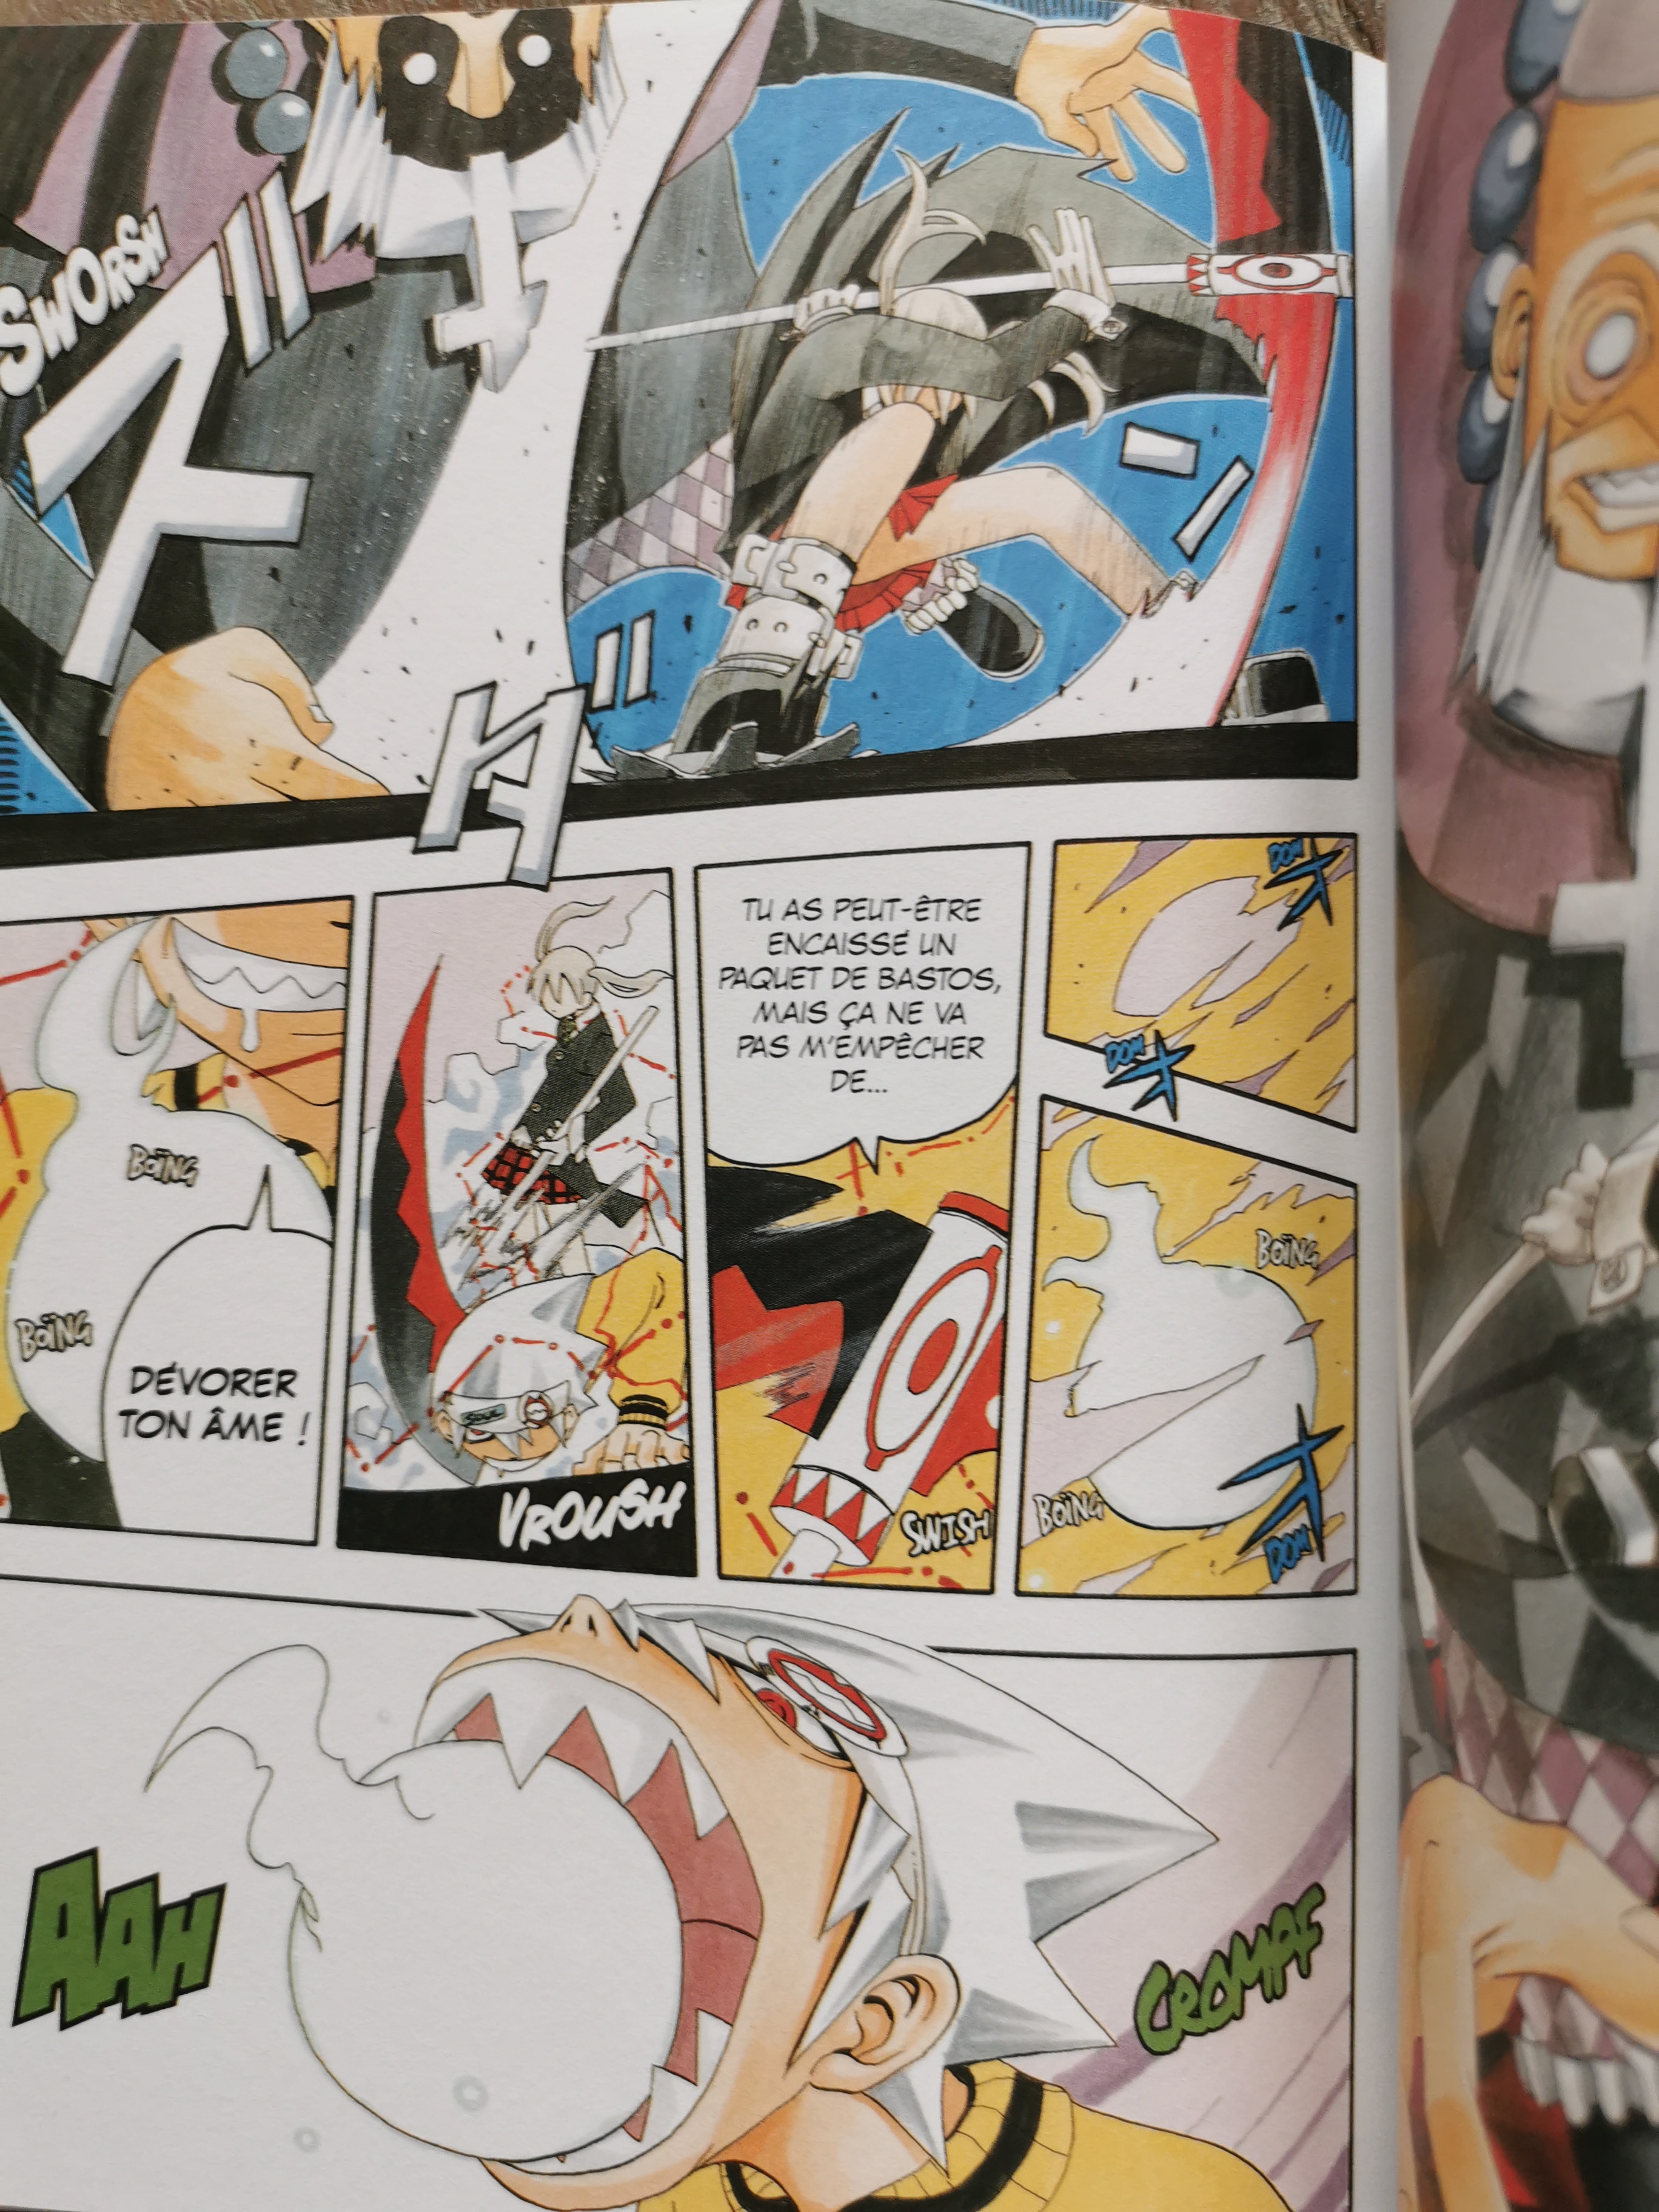 SWORSH
DOM
DOM
BOÏNG
BOÏNG
DOM
TU AS PEUT-ÊTRE
ENCAISSÉ UN
PAQUET DE BASTOS,
MAIS ÇA NE VA
PAS M'EMPÊCHER
DE...
SWISH
SOUL
VROUSH
BOÏNG
BOÏNG
DÉVORER
TON ÂME !
CROMPF
AAH